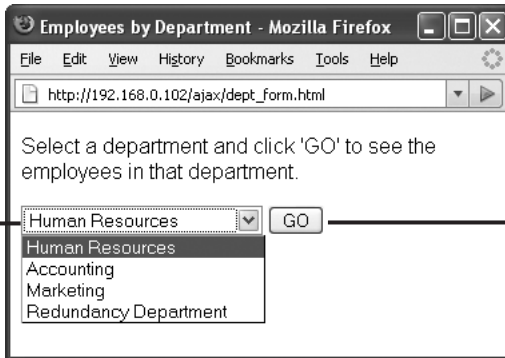 Employees by Department - Mozilla Firefox
File Edit View History Bookmarks Tools Help
http://192.168.0.102/ajax/dept_form.html
Select a department and click 'GO' to see the
employees in that department.
Human Resources GO
Human Resources
Accounting
Marketing
Redundancy Department